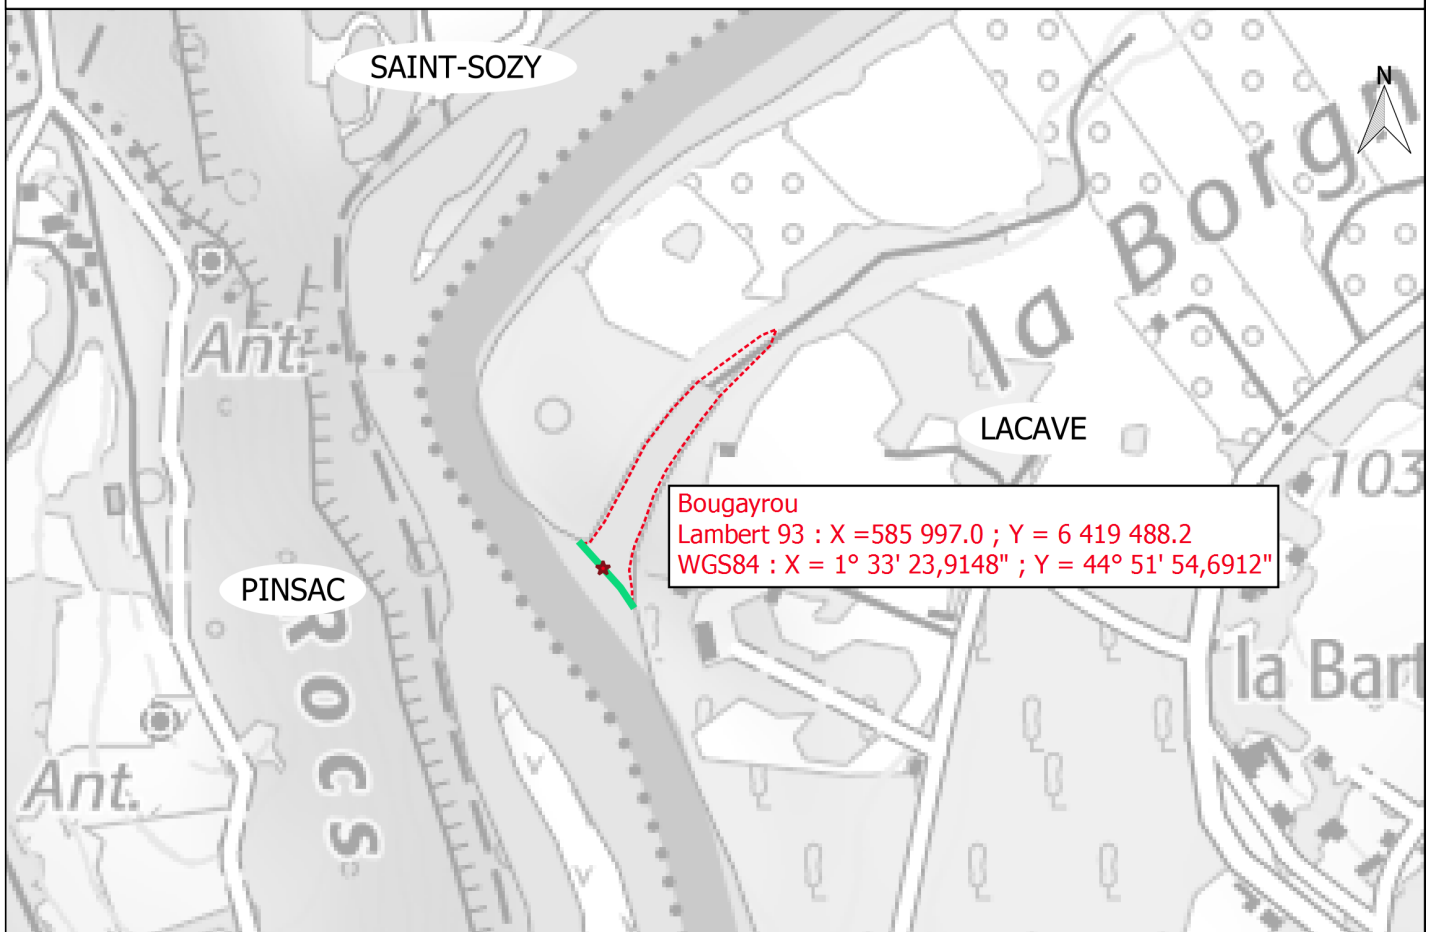 SAINT-SOZY
N
la Borgn
Ant.
LACAVE
103
Bougayrou
Lambert 93 : X =585 997.0 ; Y = 6 419 488.2
WGS84 : X = 1° 33' 23,9148" ; Y = 44° 51' 54,6912"
PINSAC
ROCS
la Bart
Ant.